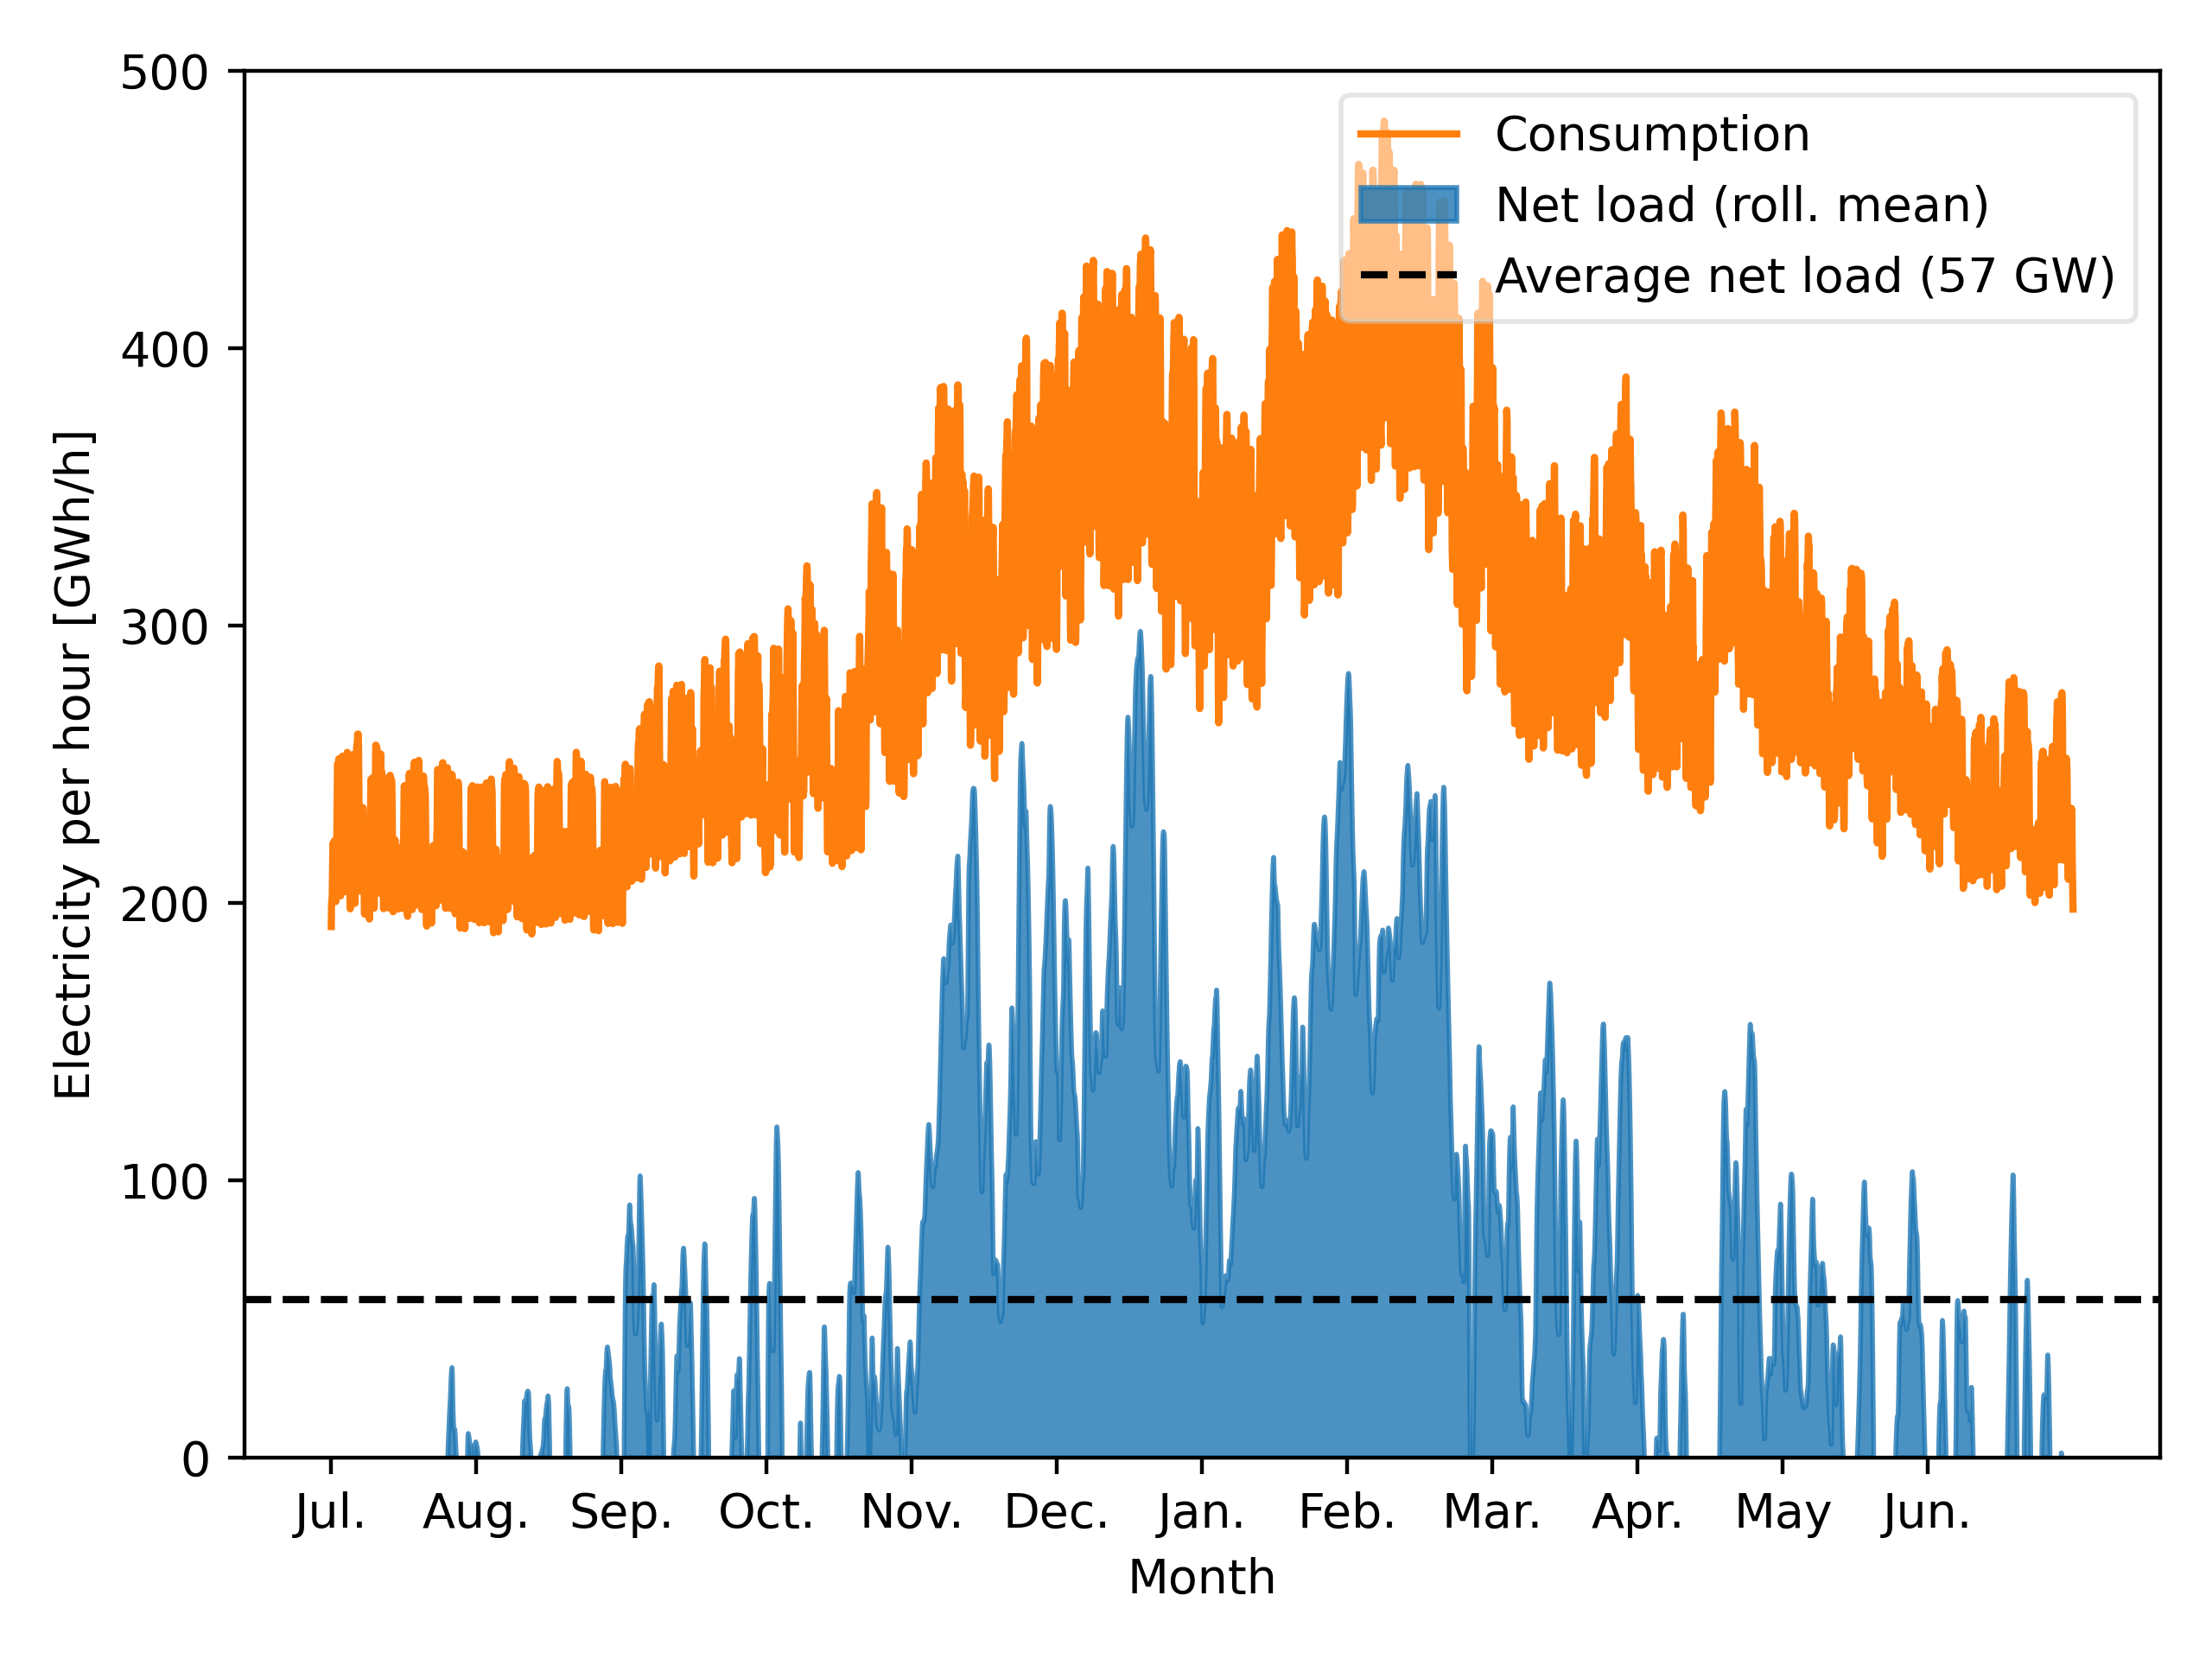 Consumption
Net load (roll. mean)
Average net load (57 GW)
Electricity per hour [GWh/h]
500
400
300
200
100
0
Jul. Aug. Sep. Oct. Nov. Dec. Jan. Feb. Mar. Apr. May Jun.
Month